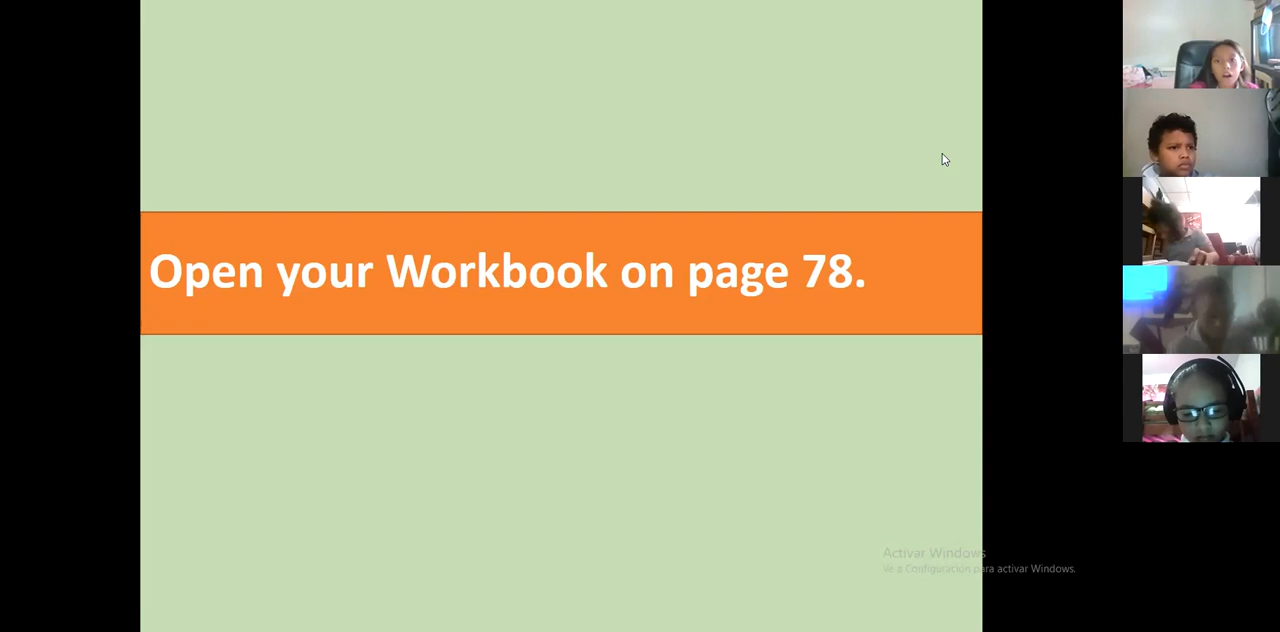 Open your Workbook on page 78.
Activar Windows
Ve a Configuración para activar Windows.